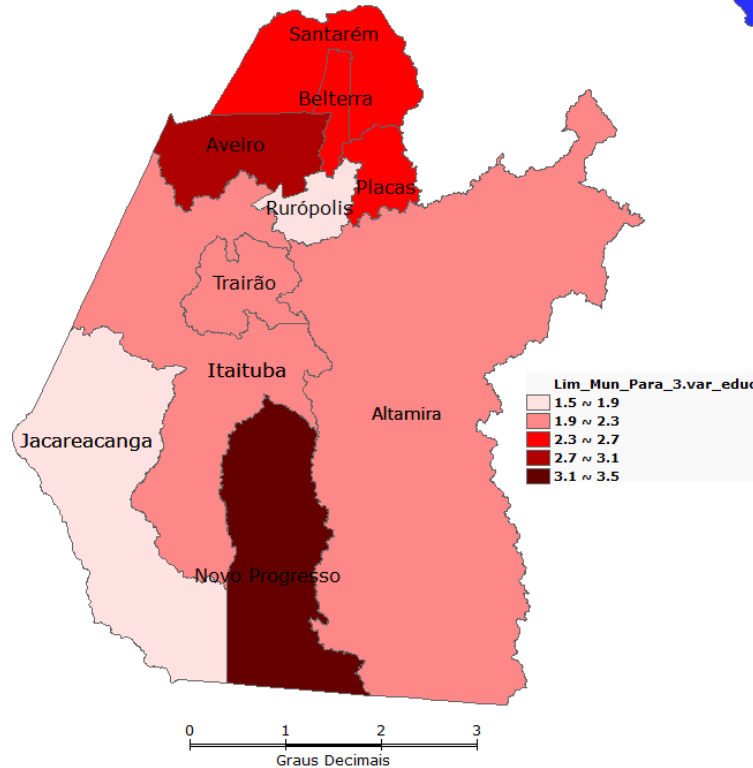 Santarém
Belterra
Aveiro
Placas
Rurópolis
Trairão
Itaituba
Altamira
Jacareacanga
Novo Progresso
Lim_Mun_Para_3.var_educ
1.5 ~ 1.9
1.9 ~ 2.3
2.3 ~ 2.7
2.7 ~ 3.1
3.1 ~ 3.5
0 1 2 3
Graus Decimais